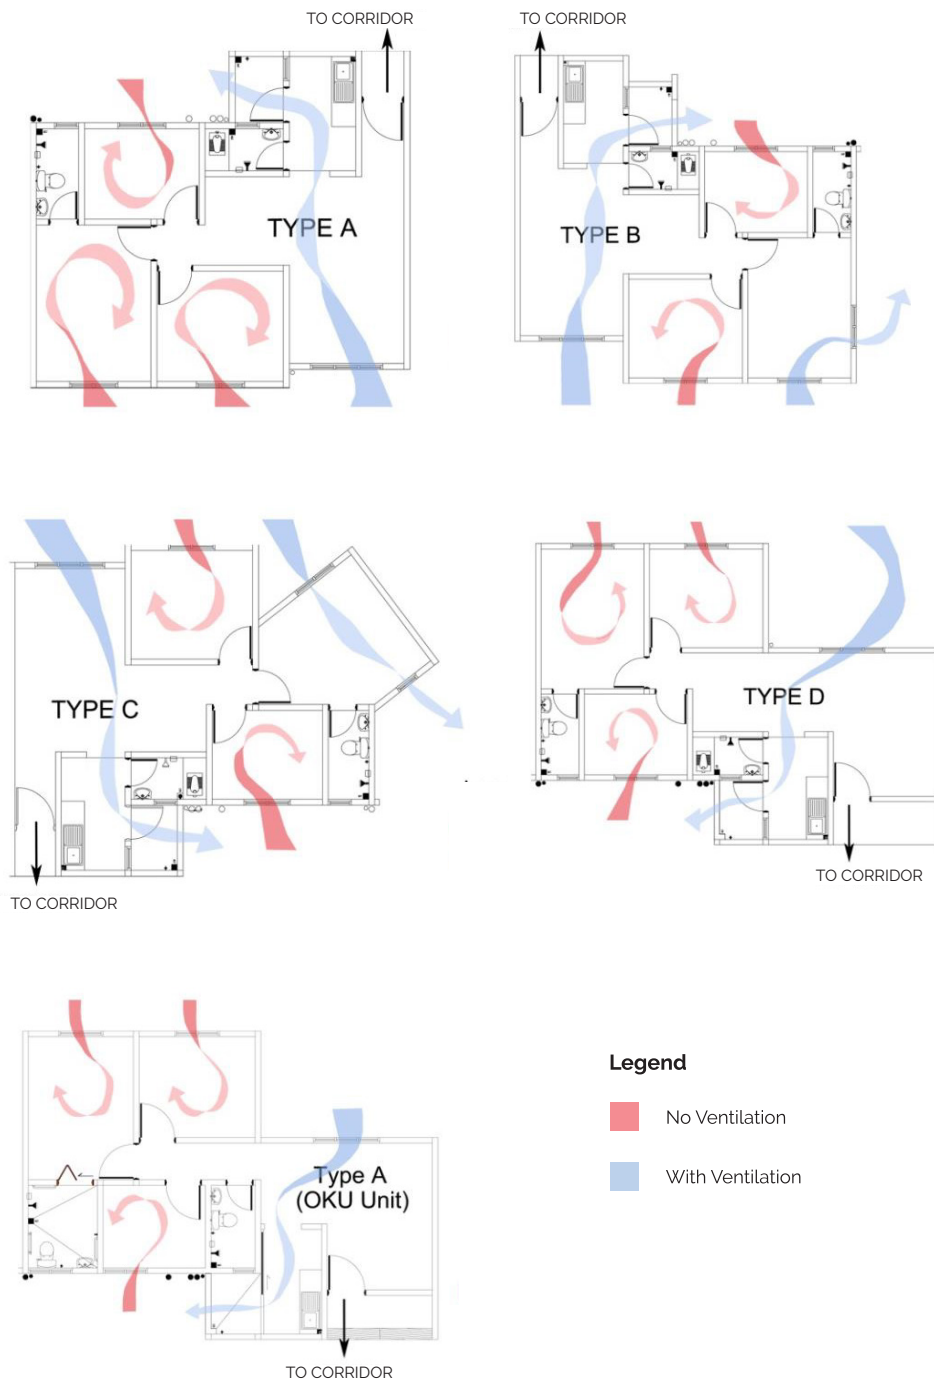 TO CORRIDOR
TO CORRIDOR
TYPE A
TYPE B
TYPE C
TYPE D
TO CORRIDOR
TO CORRIDOR
Type A
(OKU Unit)
TO CORRIDOR
Legend
No Ventilation
With Ventilation